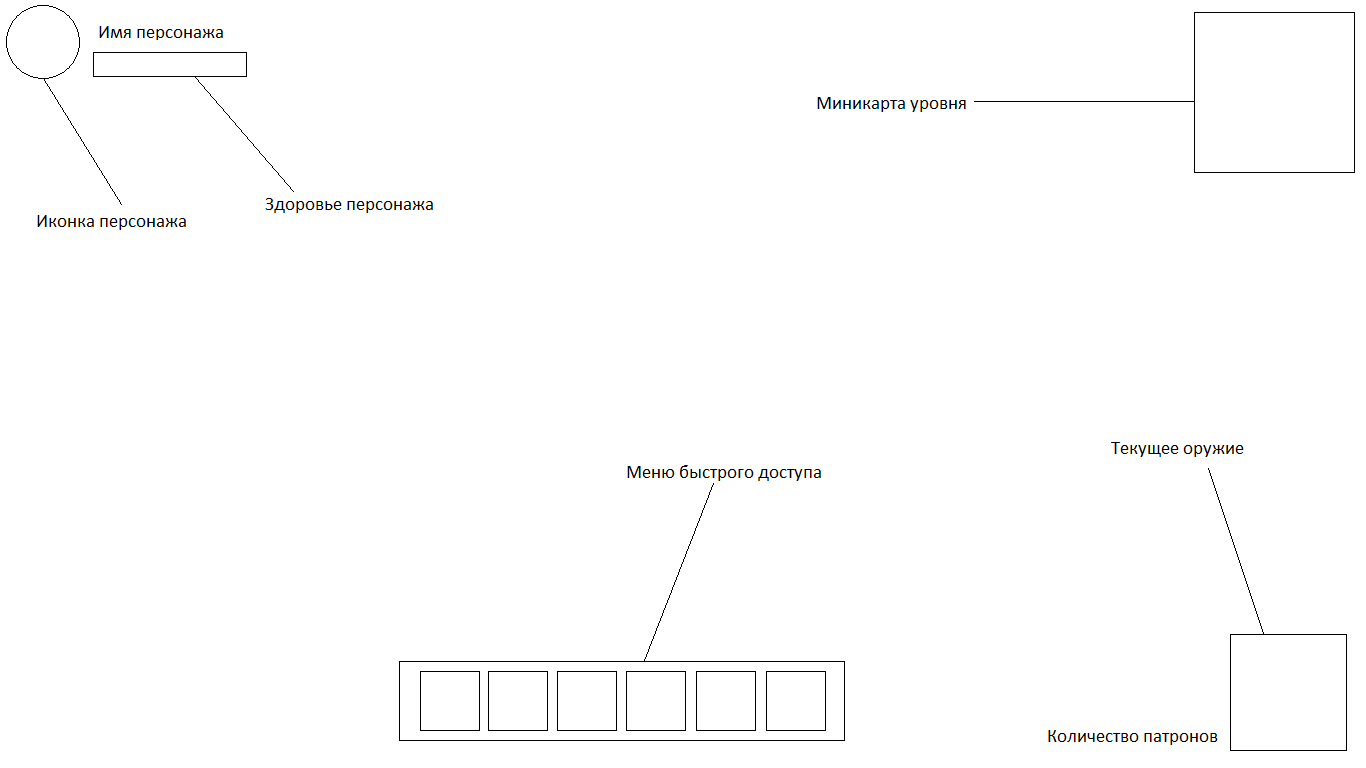 Имя персонажа
Миникарта уровня
Здоровье персонажа
Иконка персонажа
Текущее оружие
Меню быстрого доступа
Количество патронов